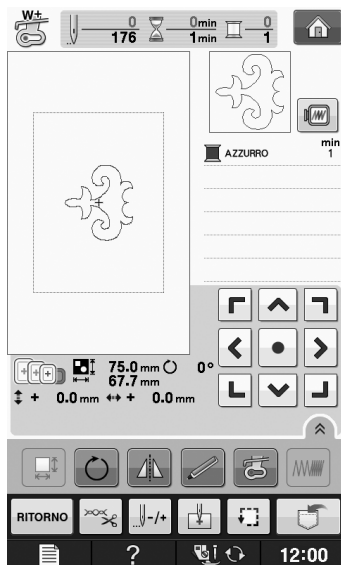 W+
0 0min 0
176 1min 1
min
AZZURRO 1
75.0 mm 0°
67.7 mm
+ 0.0 mm + 0.0 mm
RITORNO -/+
? 12:00